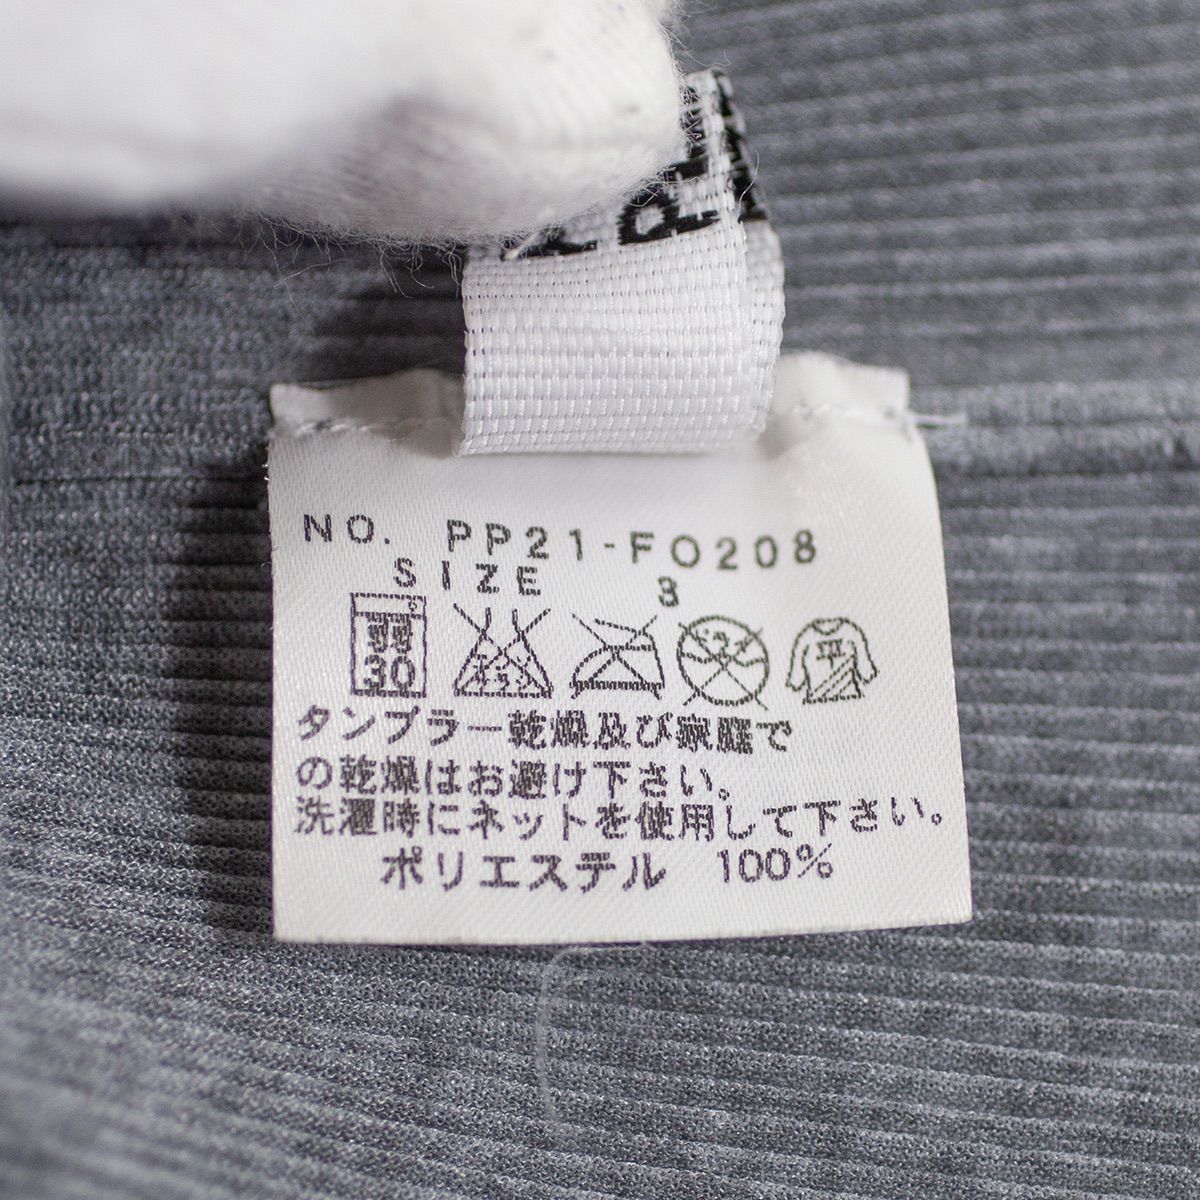 NO. PP21-FO208
SIZE 3
30
タンブラー乾燥及び家庭で
の乾燥はお避け下さい。
洗濯時にネットを使用して下さい。
ポリエステル 100%